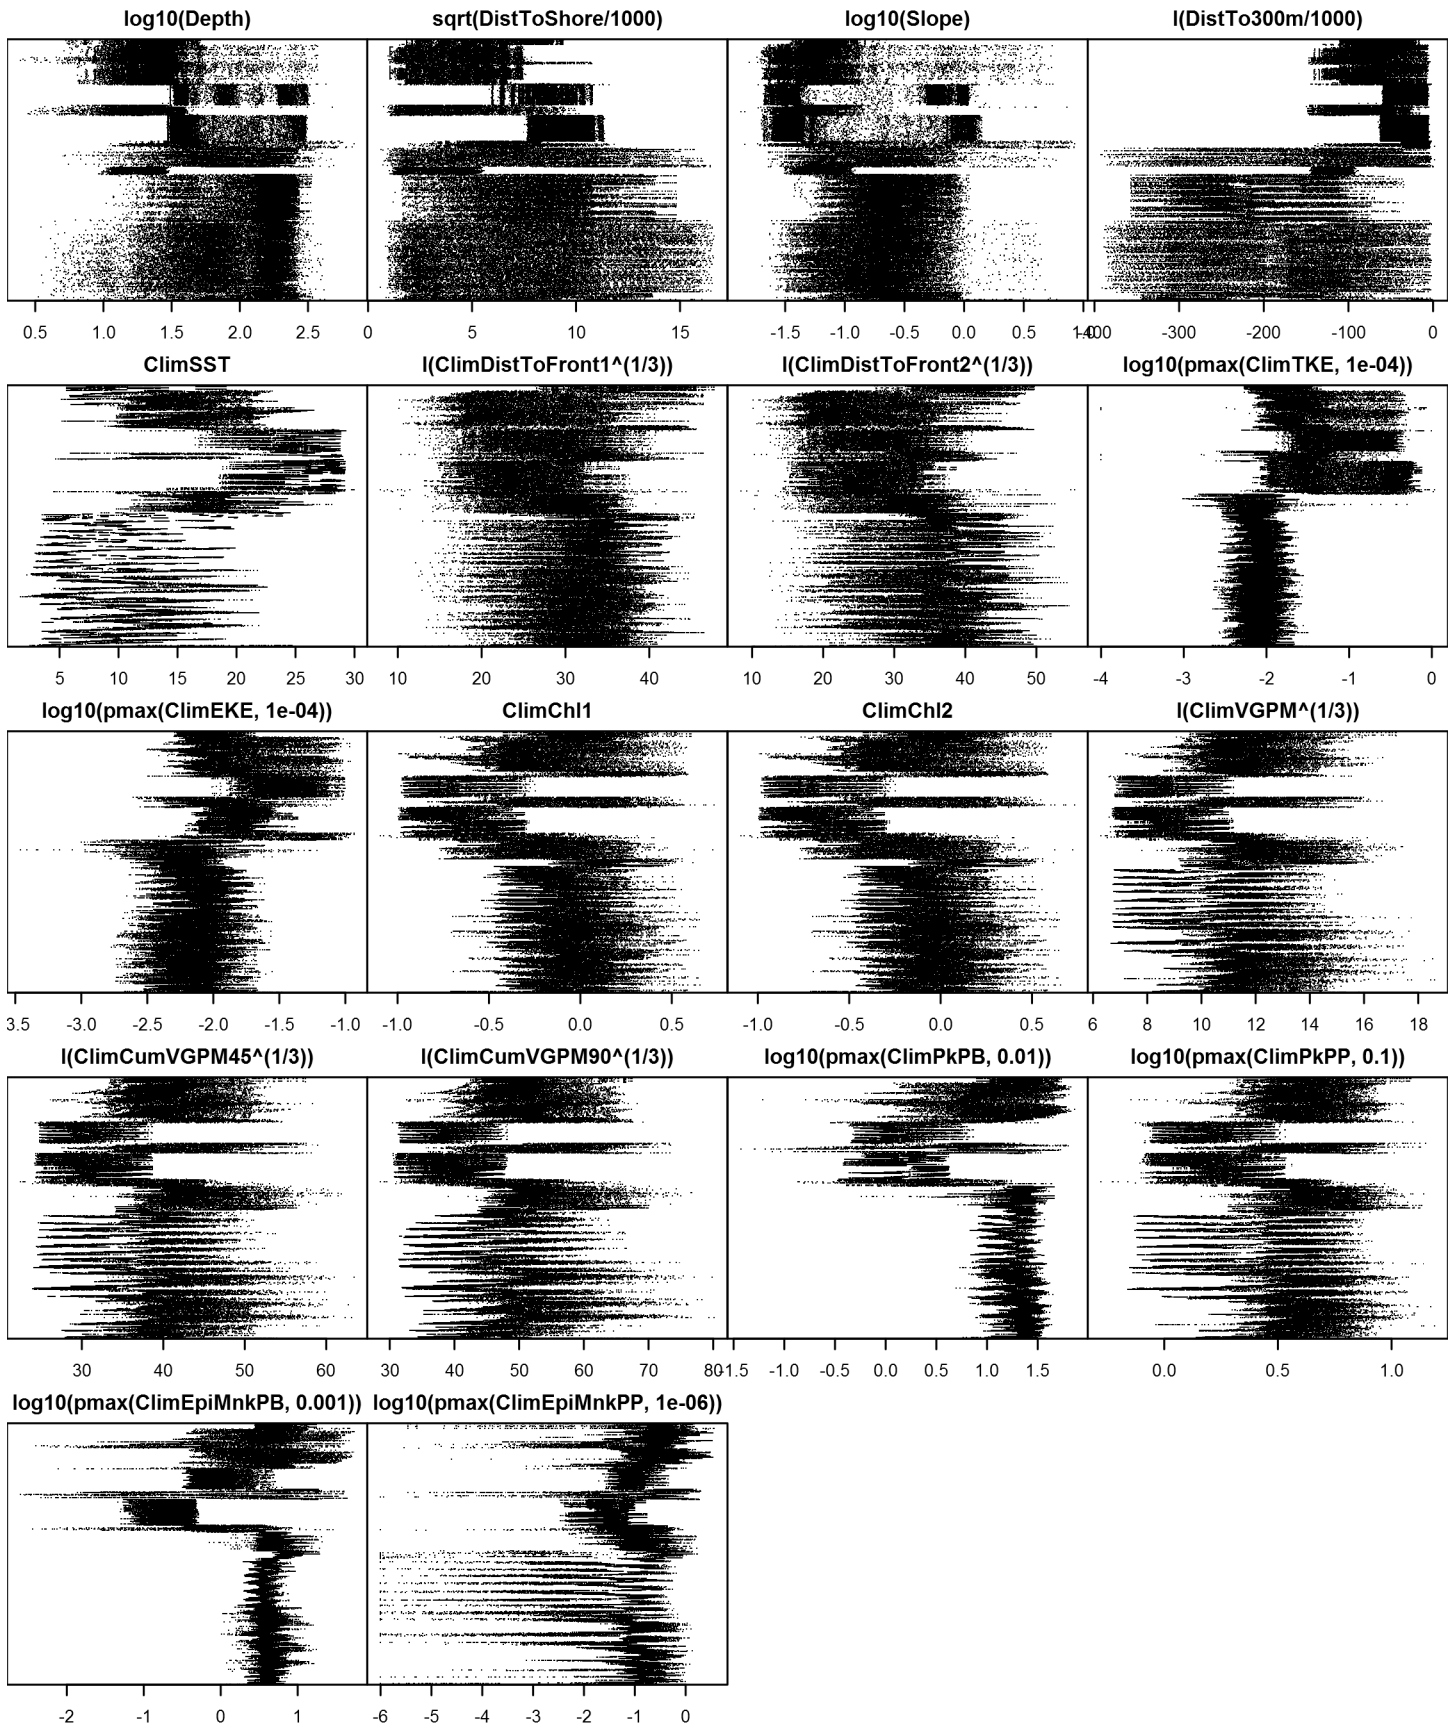 log10(Depth) sqrt(DistToShore/1000) log10(Slope) I(DistTo300m/1000)
0.5 1.0 1.5 2.0 2.5 0 5 10 15 -1.5 -1.0 -0.5 0.0 0.5 1.0 -400 -300 -200 -100 0
ClimSST I(ClimDistToFront1^(1/3)) I(ClimDistToFront2^(1/3)) log10(pmax(ClimTKE, 1e-04))
5 10 15 20 25 30 10 20 30 40 10 20 30 40 50 -4 -3 -2 -1 0
log10(pmax(ClimEKE, 1e-04)) ClimChl1 ClimChl2 I(ClimVGPM^(1/3))
3.5 -3.0 -2.5 -2.0 -1.5 -1.0 -1.0 -0.5 0.0 0.5 -1.0 -0.5 0.0 0.5 6 8 10 12 14 16 18
I(ClimCumVGPM45^(1/3)) I(ClimCumVGPM90^(1/3)) log10(pmax(ClimPkPB, 0.01)) log10(pmax(ClimPkPP, 0.1))
30 40 50 60 30 40 50 60 70 80 -1.5 -1.0 -0.5 0.0 0.5 1.0 1.5 0.0 0.5 1.0
log10(pmax(ClimEpiMnkPB, 0.001)) log10(pmax(ClimEpiMnkPP, 1e-06))
-2 -1 0 1 -6 -5 -4 -3 -2 -1 0